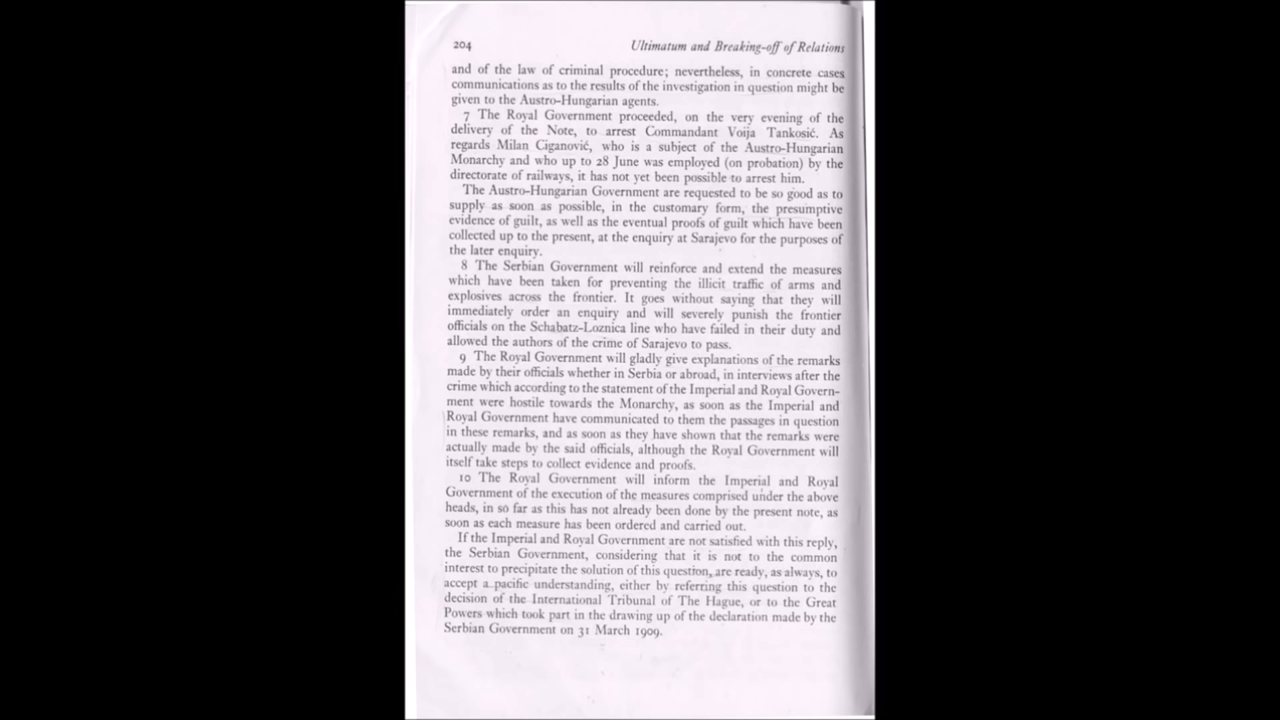 204
Ultimatum and Breaking-off of Relations
and of the law of criminal procedure; nevertheless, in concrete cases
communications as to the results of the investigation in question might be
given to the Austro-Hungarian agents.
7 The Royal Government proceeded, on the very evening of the
delivery of the Note, to arrest Commandant Voija Tankosić. As
regards Milan Ciganović, who is a subject of the Austro-Hungarian
Monarchy and who up to 28 June was employed (on probation) by the
directorate of railways, it has not yet been possible to arrest him.
The Austro-Hungarian Government are requested to be so good as to
supply as soon as possible, in the customary form, the presumptive
evidence of guilt, as well as the eventual proofs of guilt which have been
collected up to the present, at the enquiry at Sarajevo for the purposes of
the later enquiry.
8 The Serbian Government will reinforce and extend the measures
which have been taken for preventing the illicit traffic of arms and
explosives across the frontier. It goes without saying that they will
immediately order an enquiry and will severely punish the frontier
officials on the Schabatz-Loznica line who have failed in their duty and
allowed the authors of the crime of Sarajevo to pass.
9 The Royal Government will gladly give explanations of the remarks
made by their officials whether in Serbia or abroad, in interviews after the
crime which according to the statement of the Imperial and Royal Govern-
ment were hostile towards the Monarchy, as soon as the Imperial and
Royal Government have communicated to them the passages in question
in these remarks, and as soon as they have shown that the remarks were
actually made by the said officials, although the Royal Government will
itself take steps to collect evidence and proofs.
10 The Royal Government will inform the Imperial and Royal
Government of the execution of the measures comprised under the above
heads, in so far as this has not already been done by the present note, as
soon as each measure has been ordered and carried out.
If the Imperial and Royal Government are not satisfied with this reply,
the Serbian Government, considering that it is not to the common
interest to precipitate the solution of this question, are ready, as always, to
accept a pacific understanding, either by referring this question to the
decision of the International Tribunal of The Hague, or to the Great
Powers which took part in the drawing up of the declaration made by the
Serbian Government on 31 March 1909.